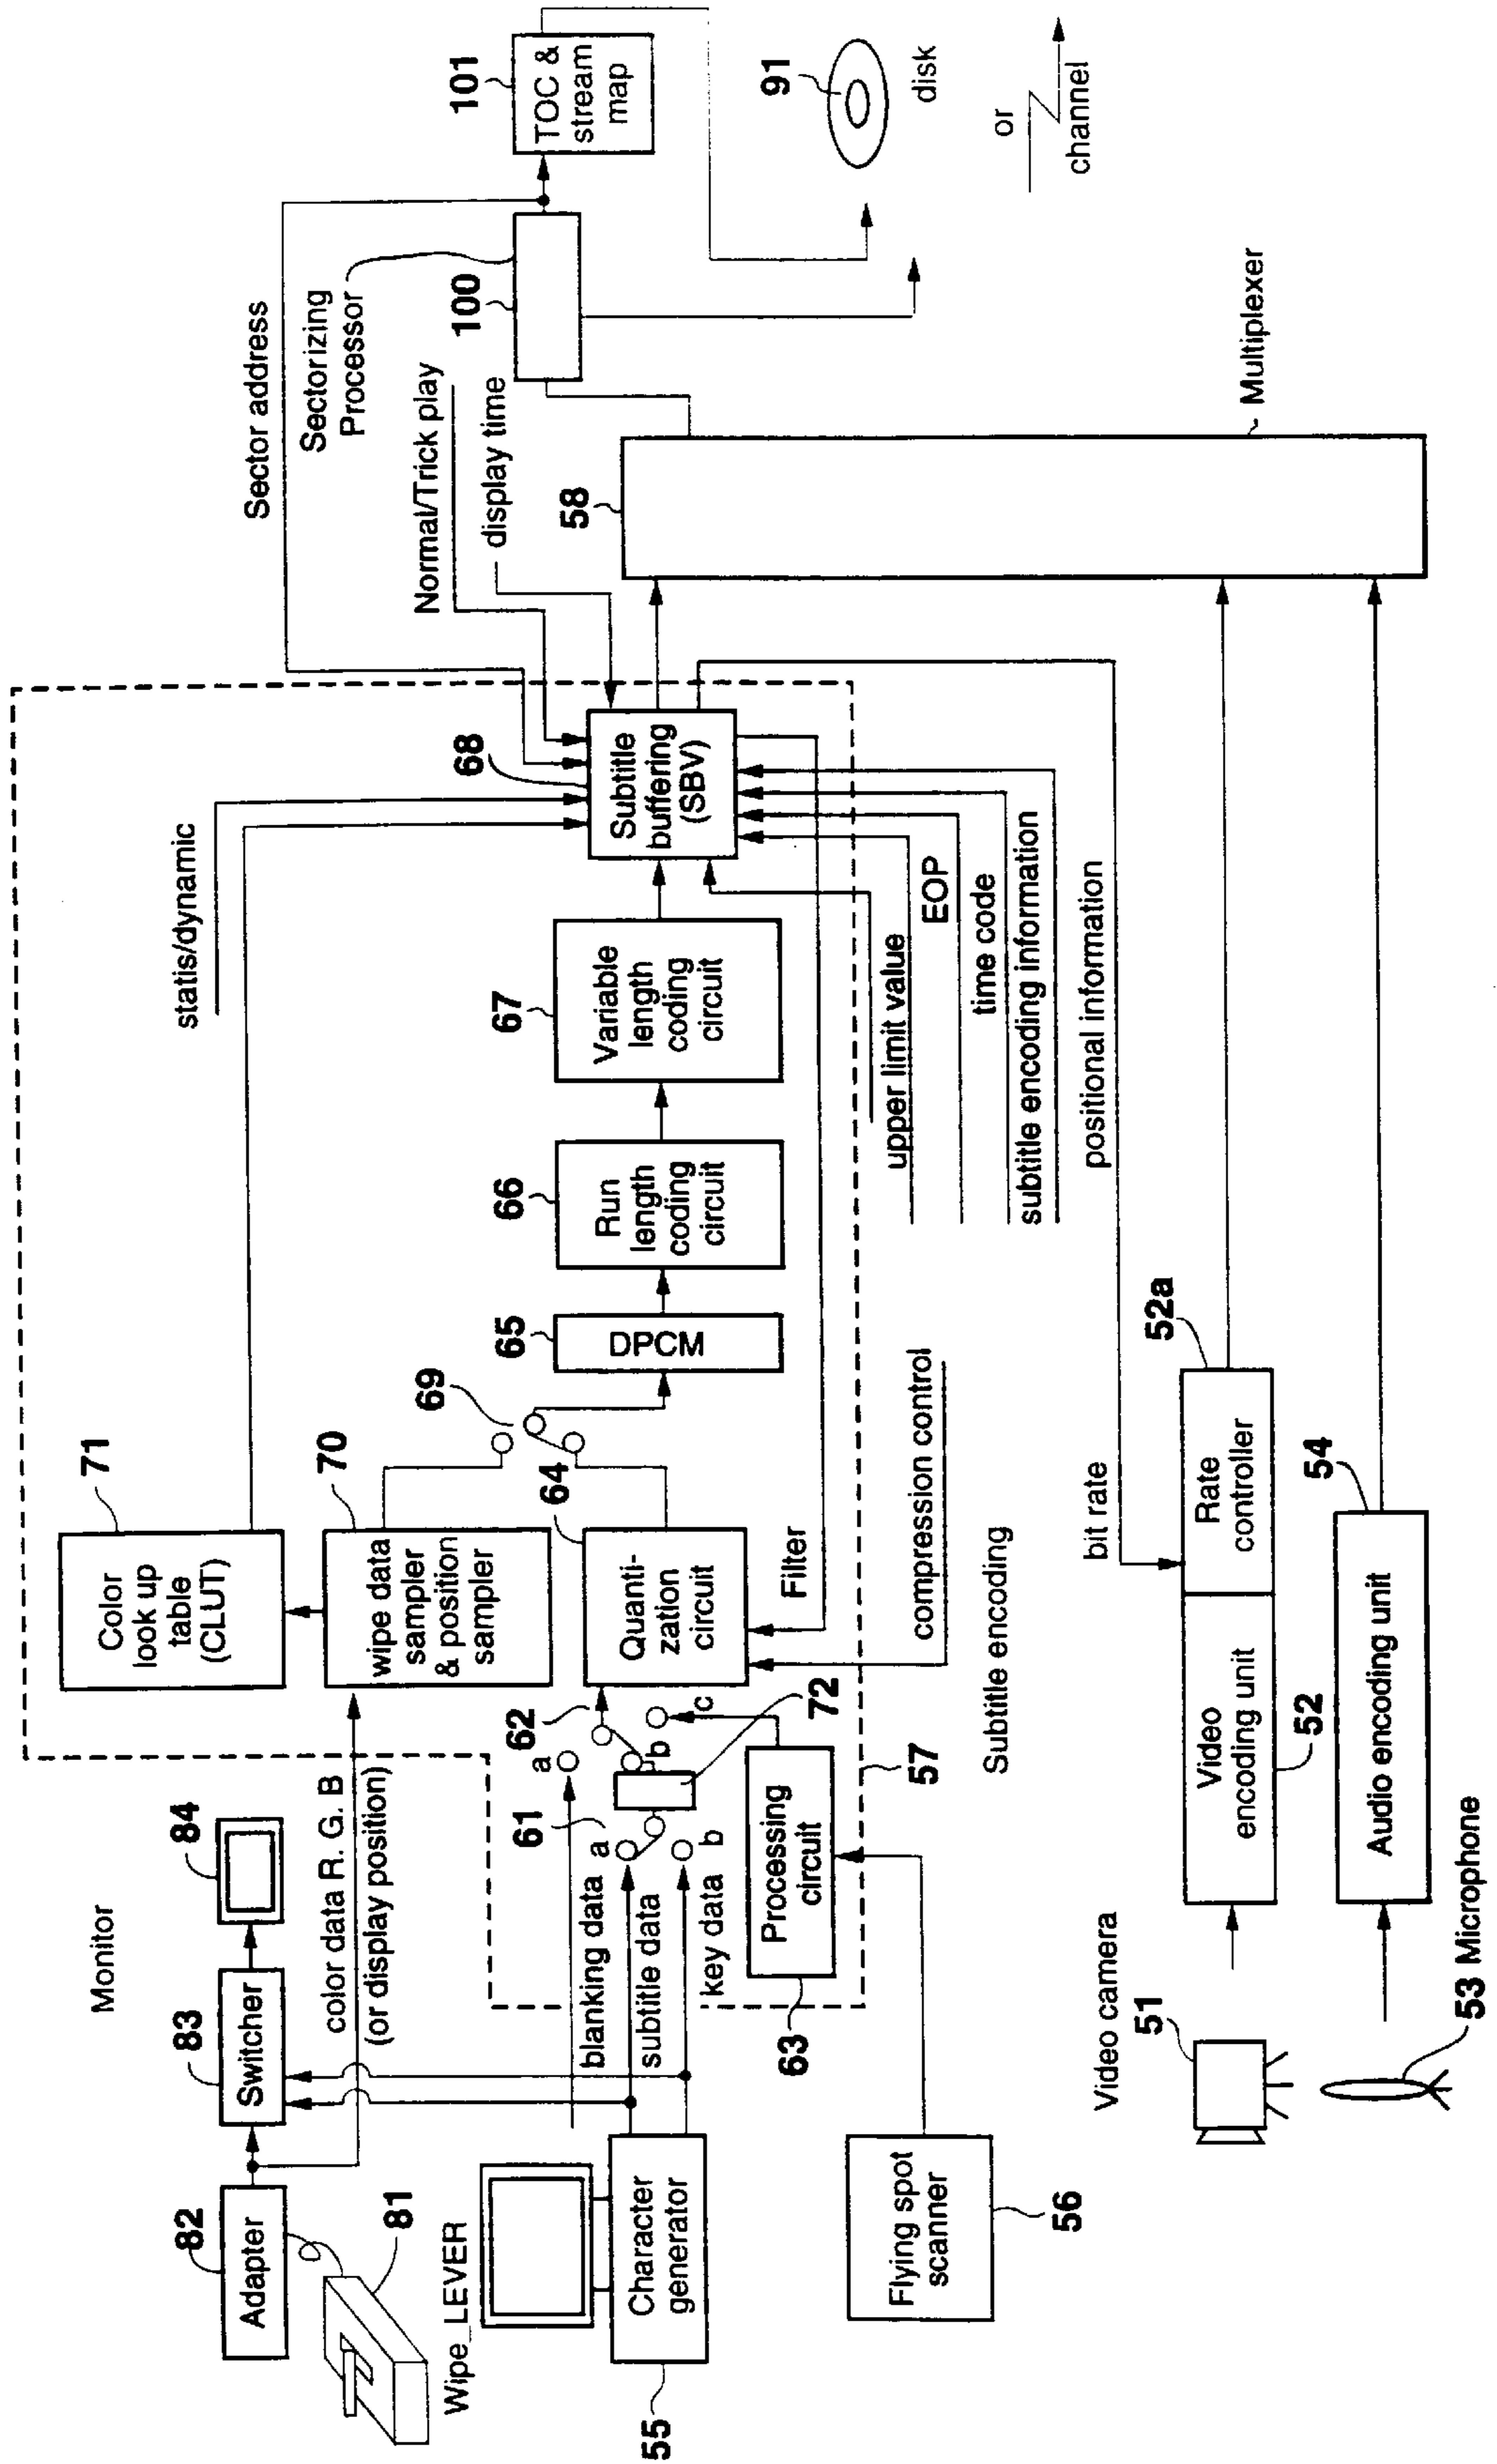 Monitor
82
Adapter
83
Switcher
84
81
Wipe LEVER
color data R. G. B
(or display position)
71
Color
look up
table
(CLUT)
70
wipe data
sampler
& position
sampler
69
statis/dynamic
Sector address
Sectorizing
Processor
100
101
TOC &
stream
map
Normal/Trick play
display time
91
disk
or
channel
55
Character
generator
blanking data
subtitle data
key data
61
a
b
62
a
b
c
72
63
Processing
circuit
64
Quanti-
zation
circuit
65
DPCM
66
Run
length
coding
circuit
67
Variable
length
coding
circuit
68
Subtitle
buffering
(SBV)
58
Multiplexer
Filter
compression control
57
Subtitle encoding
upper limit value
EOP
time code
subtitle encoding information
positional information
bit rate
56
Flying spot
scanner
Video camera
51
52
Video
encoding unit
52a
Rate
controller
53 Microphone
54
Audio encoding unit